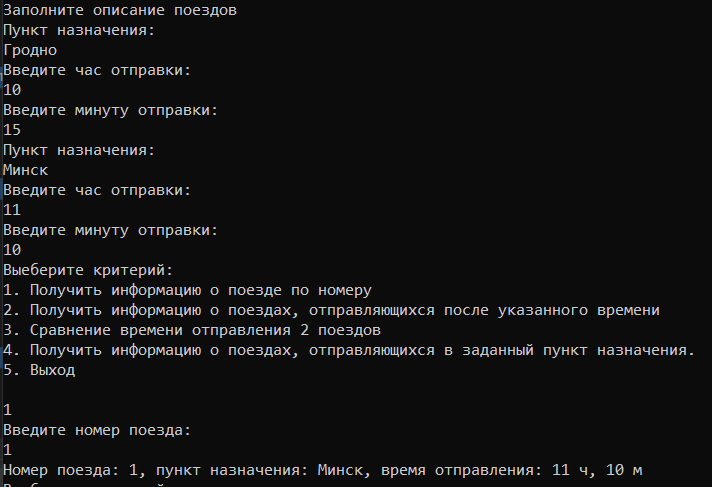 Заполните описание поездов
Пункт назначения:
Гродно
Введите час отправки:
10
Введите минуту отправки:
15
Пункт назначения:
Минск
Введите час отправки:
11
Введите минуту отправки:
10
Выеберите критерий:
1. Получить информацию о поезде по номеру
2. Получить информацию о поездах, отправляющихся после указанного времени
3. Сравнение времени отправления 2 поездов
4. Получить информацию о поездах, отправляющихся в заданный пункт назначения.
5. Выход
1
Введите номер поезда:
1
Номер поезда: 1, пункт назначения: Минск, время отправления: 11 ч, 10 м